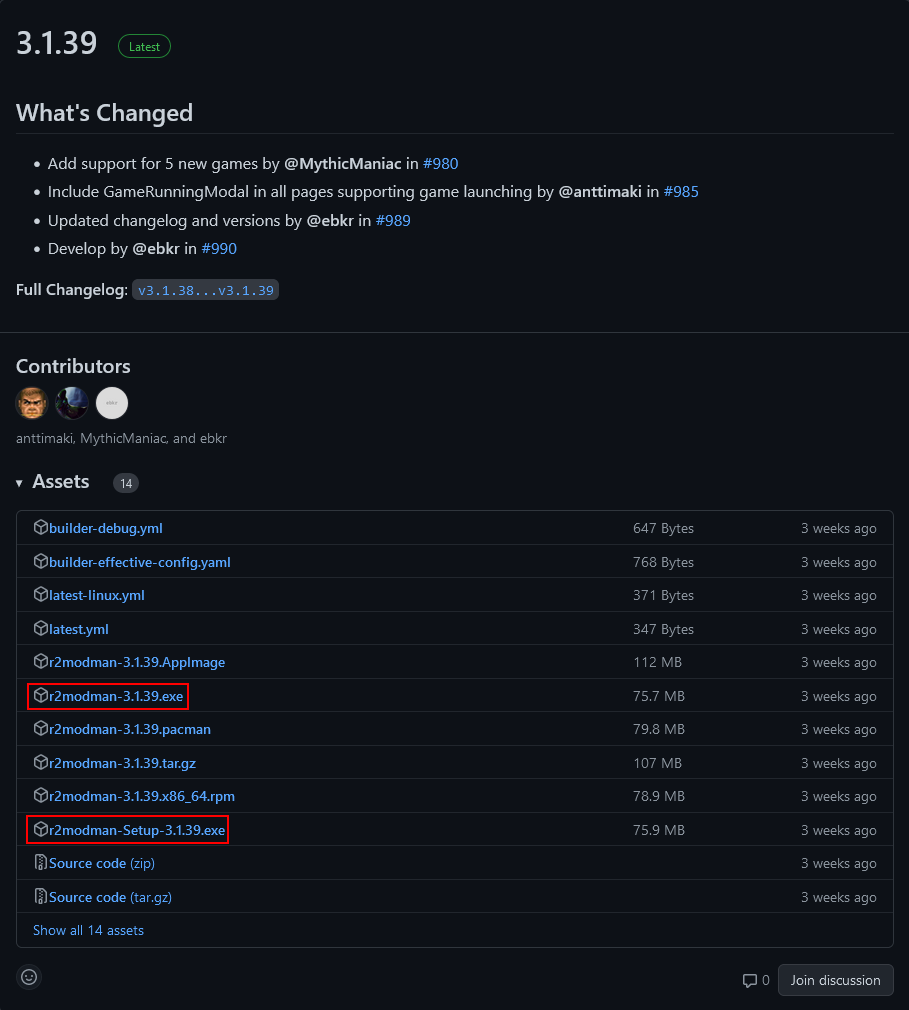 3.1.39 Latest
What's Changed
• Add support for 5 new games by @MythicManiac in #980
• Include GameRunningModal in all pages supporting game launching by @anttimaki in #985
• Updated changelog and versions by @ebkr in #989
• Develop by @ebkr in #990
Full Changelog: v3.1.38...v3.1.39
Contributors
anttimaki, MythicManiac, and ebkr
Assets 14
builder-debug.yml 647 Bytes 3 weeks ago
builder-effective-config.yaml 768 Bytes 3 weeks ago
latest-linux.yml 371 Bytes 3 weeks ago
latest.yml 347 Bytes 3 weeks ago
r2modman-3.1.39.AppImage 112 MB 3 weeks ago
r2modman-3.1.39.exe 75.7 MB 3 weeks ago
r2modman-3.1.39.pacman 79.8 MB 3 weeks ago
r2modman-3.1.39.tar.gz 107 MB 3 weeks ago
r2modman-3.1.39.x86_64.rpm 78.9 MB 3 weeks ago
r2modman-Setup-3.1.39.exe 75.9 MB 3 weeks ago
Source code (zip) 3 weeks ago
Source code (tar.gz) 3 weeks ago
Show all 14 assets
0 Join discussion